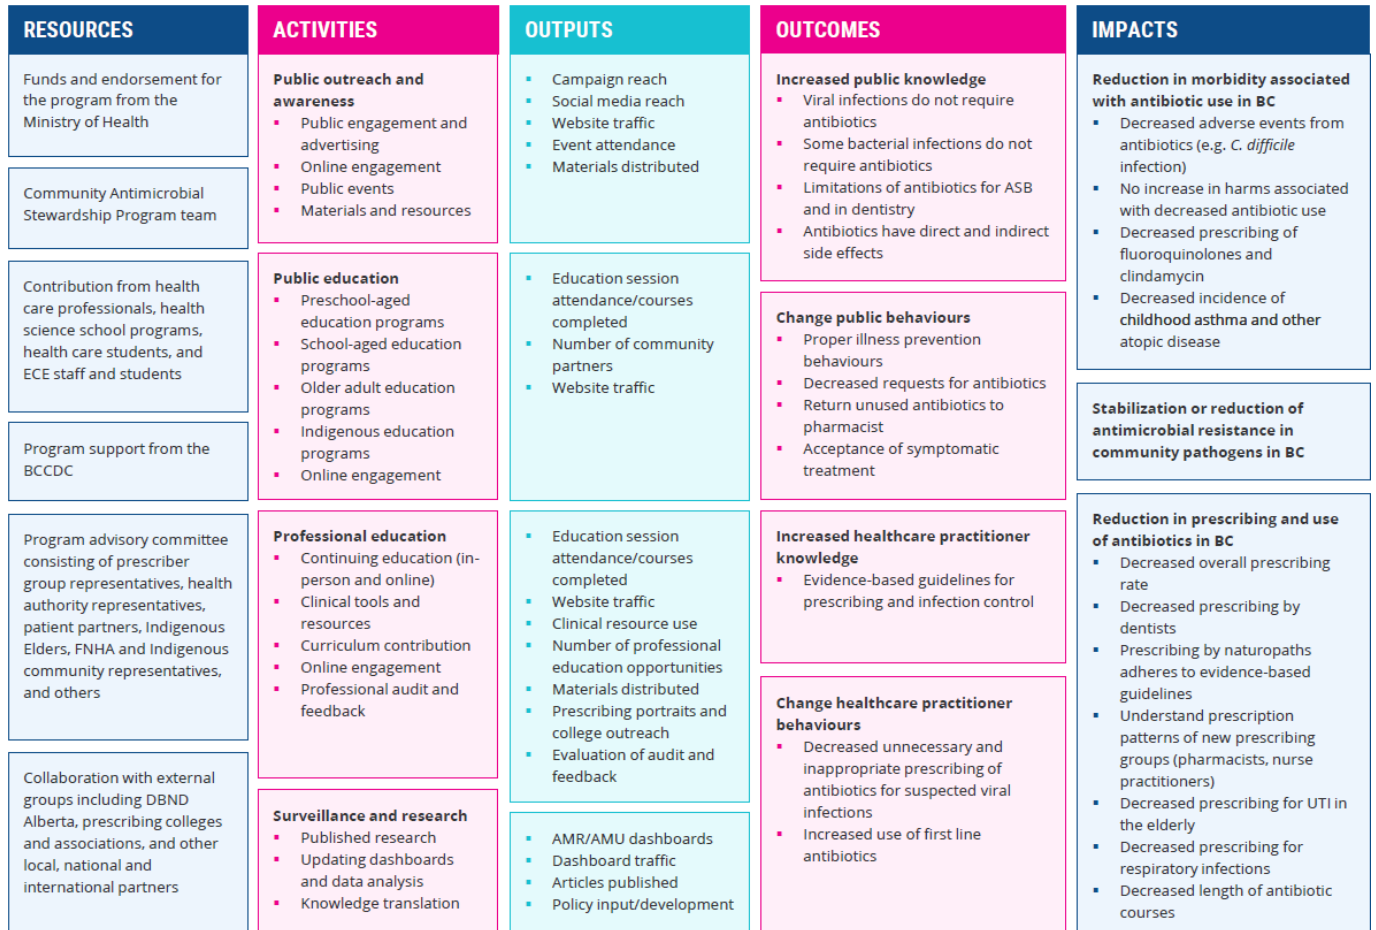 RESOURCES
Funds and endorsement for
the program from the
Ministry of Health
Community Antimicrobial
Stewardship Program team
Contribution from health
care professionals, health
science school programs,
health care students, and
ECE staff and students
Program support from the
BCCDC
Program advisory committee
consisting of prescriber
group representatives, health
authority representatives,
patient partners, Indigenous
Elders, FNHA and Indigenous
community representatives,
and others
Collaboration with external
groups including DBND
Alberta, prescribing colleges
and associations, and other
local, national and
international partners
ACTIVITIES
Public outreach and
awareness
▪ Public engagement and
advertising
▪ Online engagement
▪ Public events
▪ Materials and resources
Public education
▪ Preschool-aged
education programs
▪ School-aged education
programs
▪ Older adult education
programs
▪ Indigenous education
programs
▪ Online engagement
Professional education
▪ Continuing education (in-
person and online)
▪ Clinical tools and
resources
▪ Curriculum contribution
▪ Online engagement
▪ Professional audit and
feedback
Surveillance and research
▪ Published research
▪ Updating dashboards
and data analysis
▪ Knowledge translation
OUTPUTS
▪ Campaign reach
▪ Social media reach
▪ Website traffic
▪ Event attendance
▪ Materials distributed
▪ Education session
attendance/courses
completed
▪ Number of community
partners
▪ Website traffic
▪ Education session
attendance/courses
completed
▪ Website traffic
▪ Clinical resource use
▪ Number of professional
education opportunities
▪ Materials distributed
▪ Prescribing portraits and
college outreach
▪ Evaluation of audit and
feedback
▪ AMR/AMU dashboards
▪ Dashboard traffic
▪ Articles published
▪ Policy input/development
OUTCOMES
Increased public knowledge
▪ Viral infections do not require
antibiotics
▪ Some bacterial infections do not
require antibiotics
▪ Limitations of antibiotics for ASB
and in dentistry
▪ Antibiotics have direct and indirect
side effects
Change public behaviours
▪ Proper illness prevention
behaviours
▪ Decreased requests for antibiotics
▪ Return unused antibiotics to
pharmacist
▪ Acceptance of symptomatic
treatment
Increased healthcare practitioner
knowledge
▪ Evidence-based guidelines for
prescribing and infection control
Change healthcare practitioner
behaviours
▪ Decreased unnecessary and
inappropriate prescribing of
antibiotics for suspected viral
infections
▪ Increased use of first line
antibiotics
IMPACTS
Reduction in morbidity associated
with antibiotic use in BC
▪ Decreased adverse events from
antibiotics (e.g. C. difficile
infection)
▪ No increase in harms associated
with decreased antibiotic use
▪ Decreased prescribing of
fluoroquinolones and
clindamycin
▪ Decreased incidence of
childhood asthma and other
atopic disease
Stabilization or reduction of
antimicrobial resistance in
community pathogens in BC
Reduction in prescribing and use
of antibiotics in BC
▪ Decreased overall prescribing
rate
▪ Decreased prescribing by
dentists
▪ Prescribing by naturopaths
adheres to evidence-based
guidelines
▪ Understand prescription
patterns of new prescribing
groups (pharmacists, nurse
practitioners)
▪ Decreased prescribing for UTI in
the elderly
▪ Decreased prescribing for
respiratory infections
▪ Decreased length of antibiotic
courses